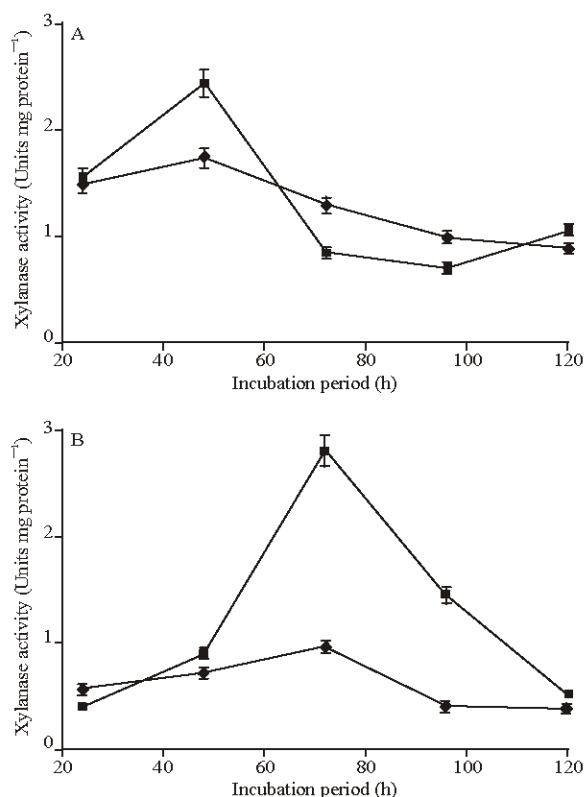 A
3
2
1
0
Xylanase activity (Units mg protein⁻¹)
20 40 60 80 100 120
Incubation period (h)
B
3
2
1
0
Xylanase activity (Units mg protein⁻¹)
20 40 60 80 100 120
Incubation period (h)